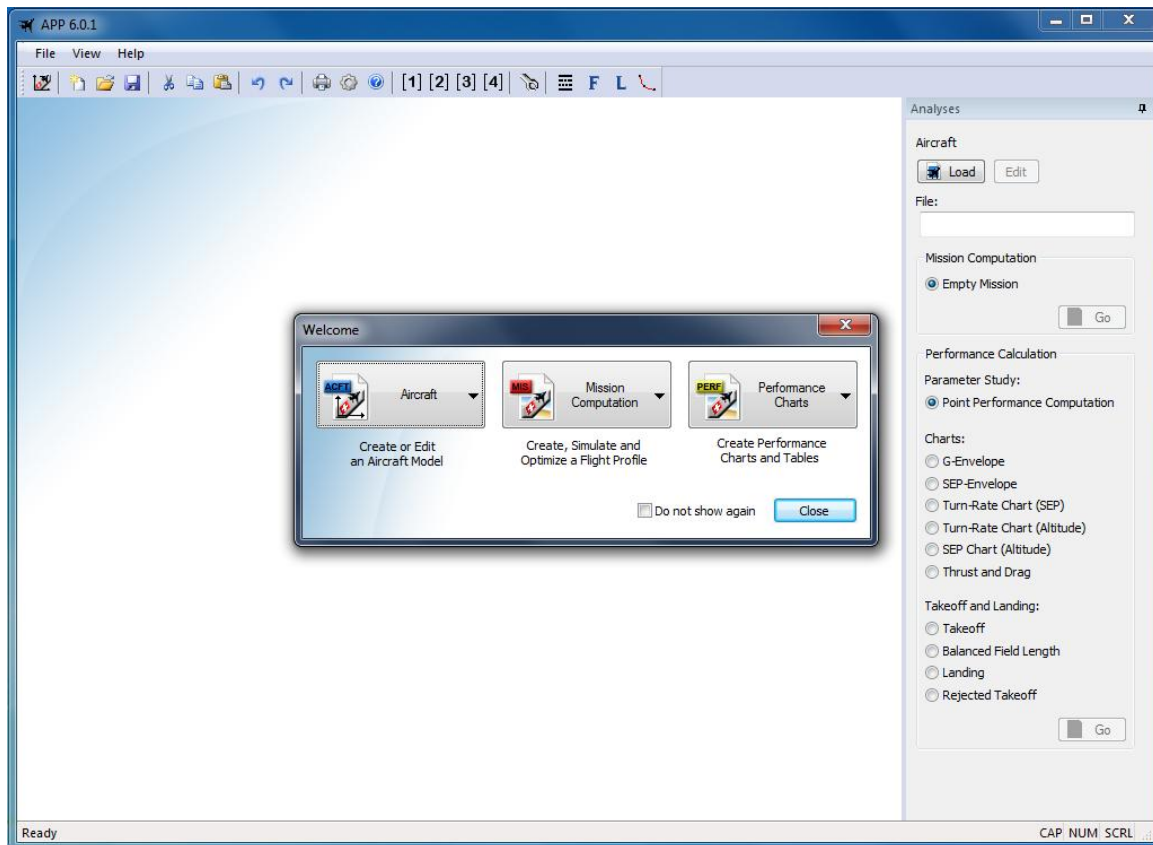 APP 6.0.1
File View Help
[1] [2] [3] [4] F L
Analyses
Aircraft
Load Edit
File:
Mission Computation
Empty Mission
Go
Performance Calculation
Parameter Study:
Point Performance Computation
Charts:
G-Envelope
SEP-Envelope
Turn-Rate Chart (SEP)
Turn-Rate Chart (Altitude)
SEP Chart (Altitude)
Thrust and Drag
Takeoff and Landing:
Takeoff
Balanced Field Length
Landing
Rejected Takeoff
Go
Welcome
ACFT Aircraft
MIS Mission
Computation
PERF Performance
Charts
Create or Edit
an Aircraft Model
Create, Simulate and
Optimize a Flight Profile
Create Performance
Charts and Tables
Do not show again Close
Ready CAP NUM SCRL